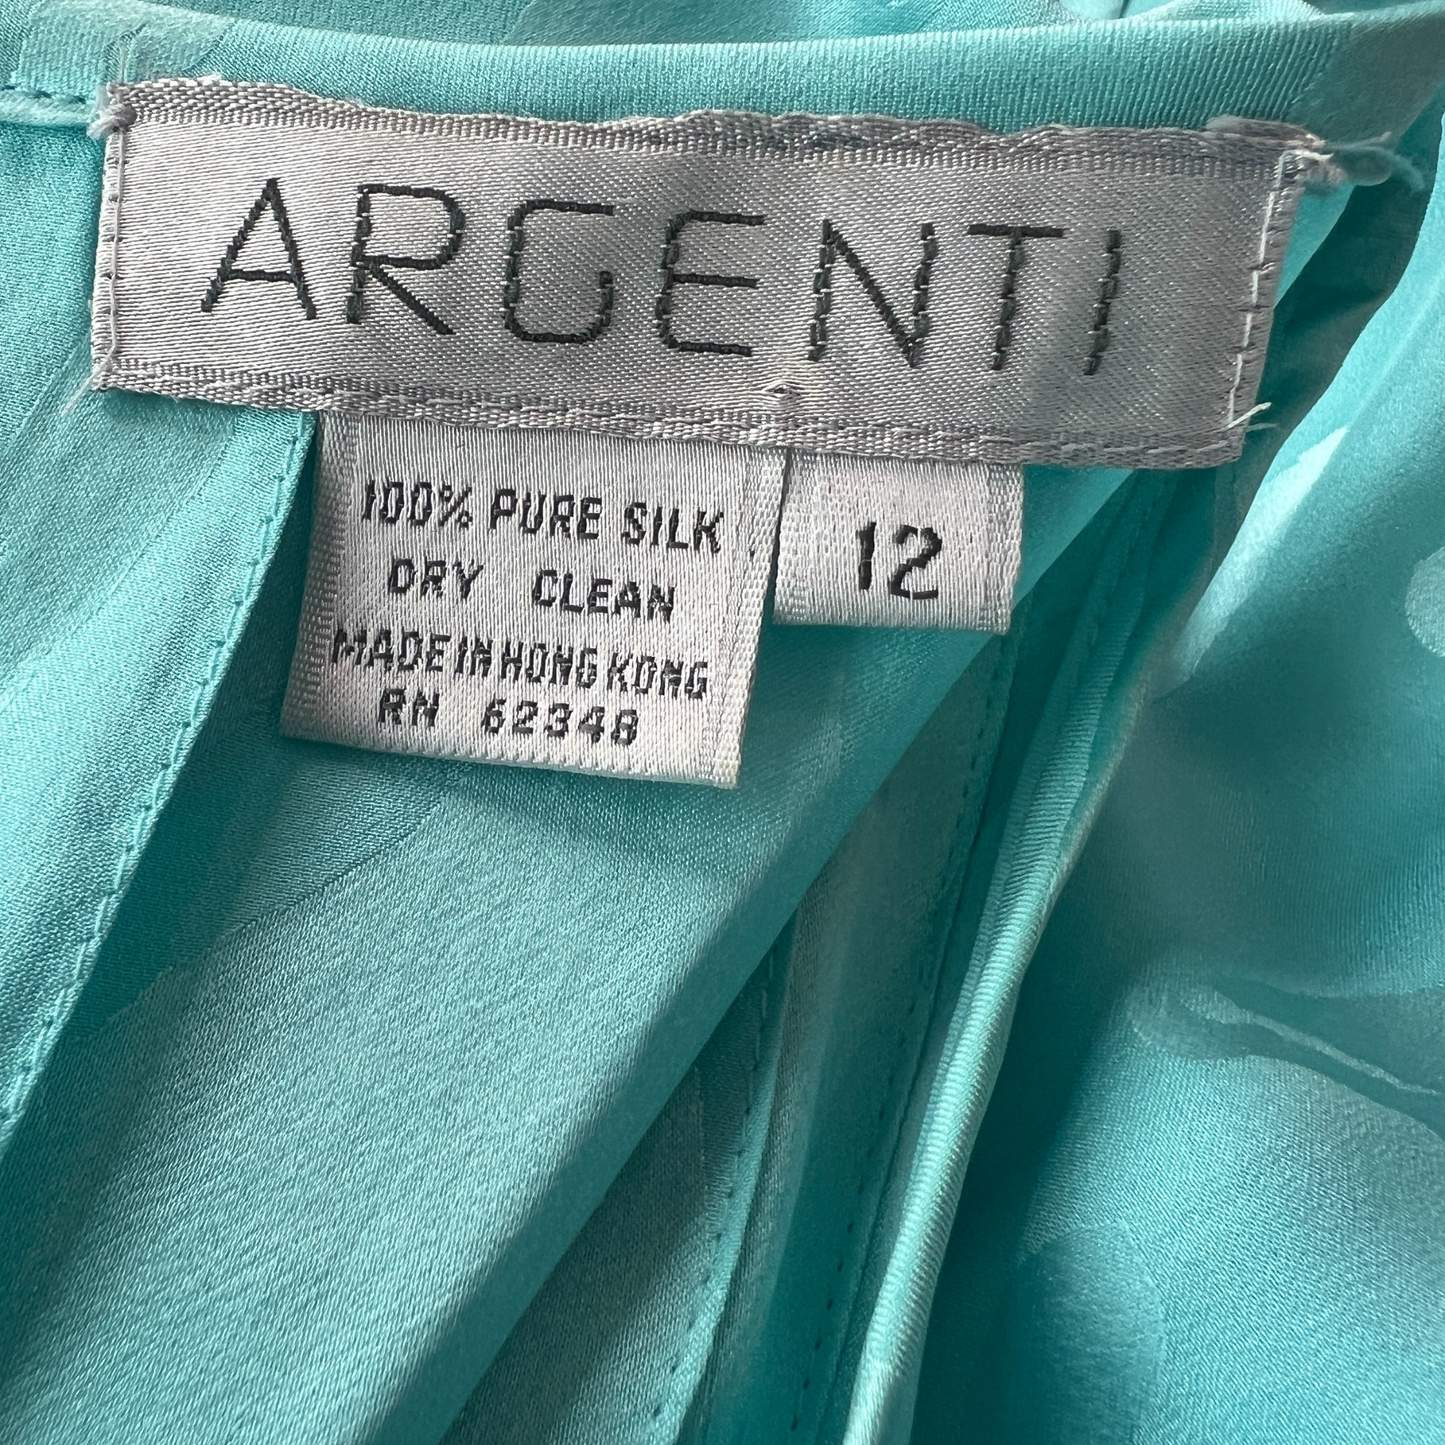 ARGENTI
100% PURE SILK
DRY CLEAN
MADE IN HONG KONG
RN 62348
12